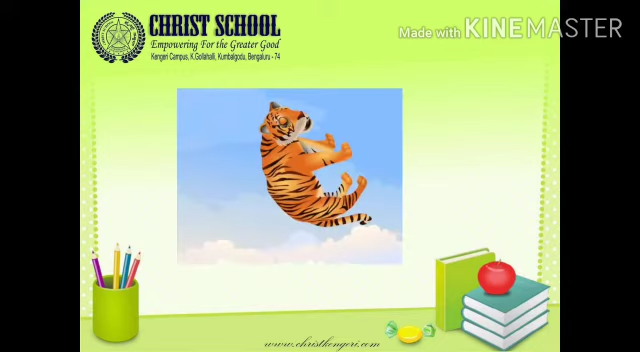 CHRIST SCHOOL
Empowering For the Greater Good
Kengeri Campus, K.Gollahalli, Kumbalgodu, Bengaluru - 74
Made with KINEMASTER
www.christkengeri.com